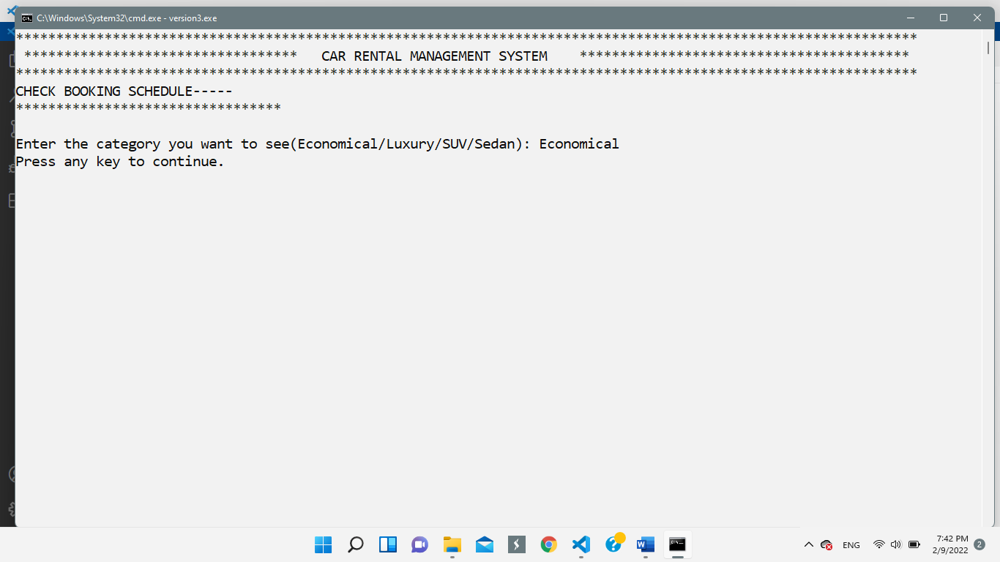 C:\Windows\System32\cmd.exe - version3.exe
****************************************************************************************************************
********************************** CAR RENTAL MANAGEMENT SYSTEM *****************************************
****************************************************************************************************************
CHECK BOOKING SCHEDULE-----
*********************************
Enter the category you want to see(Economical/Luxury/SUV/Sedan): Economical
Press any key to continue.
ENG
7:42 PM
2/9/2022
2